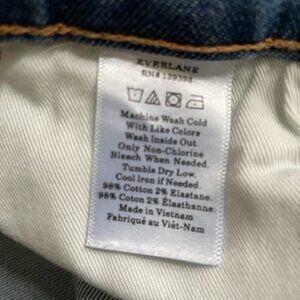 EVERLANE
RN# 139393
Machine Wash Cold
With Like Colors
Wash Inside Out.
Only Non-Chlorine
Bleach When Needed.
Tumble Dry Low.
Cool Iron if Needed.
98% Cotton 2% Elastane.
98% Coton 2% Élasthanne.
Made in Vietnam
Fabriqué au Viêt-Nam